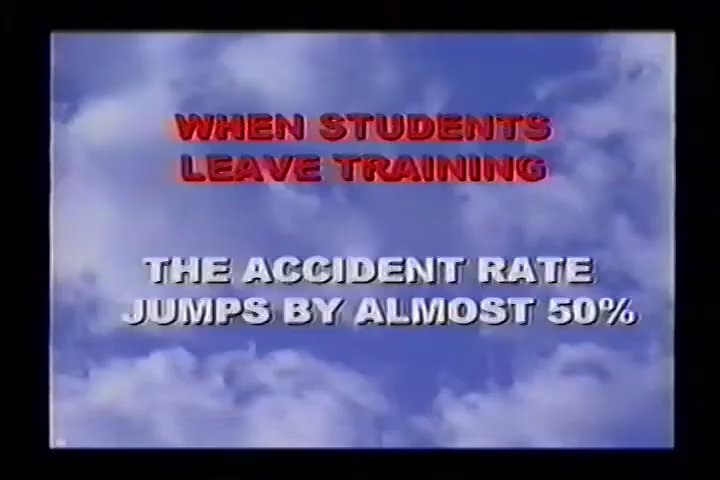 WHEN STUDENTS
LEAVE TRAINING
THE ACCIDENT RATE
JUMPS BY ALMOST 50%